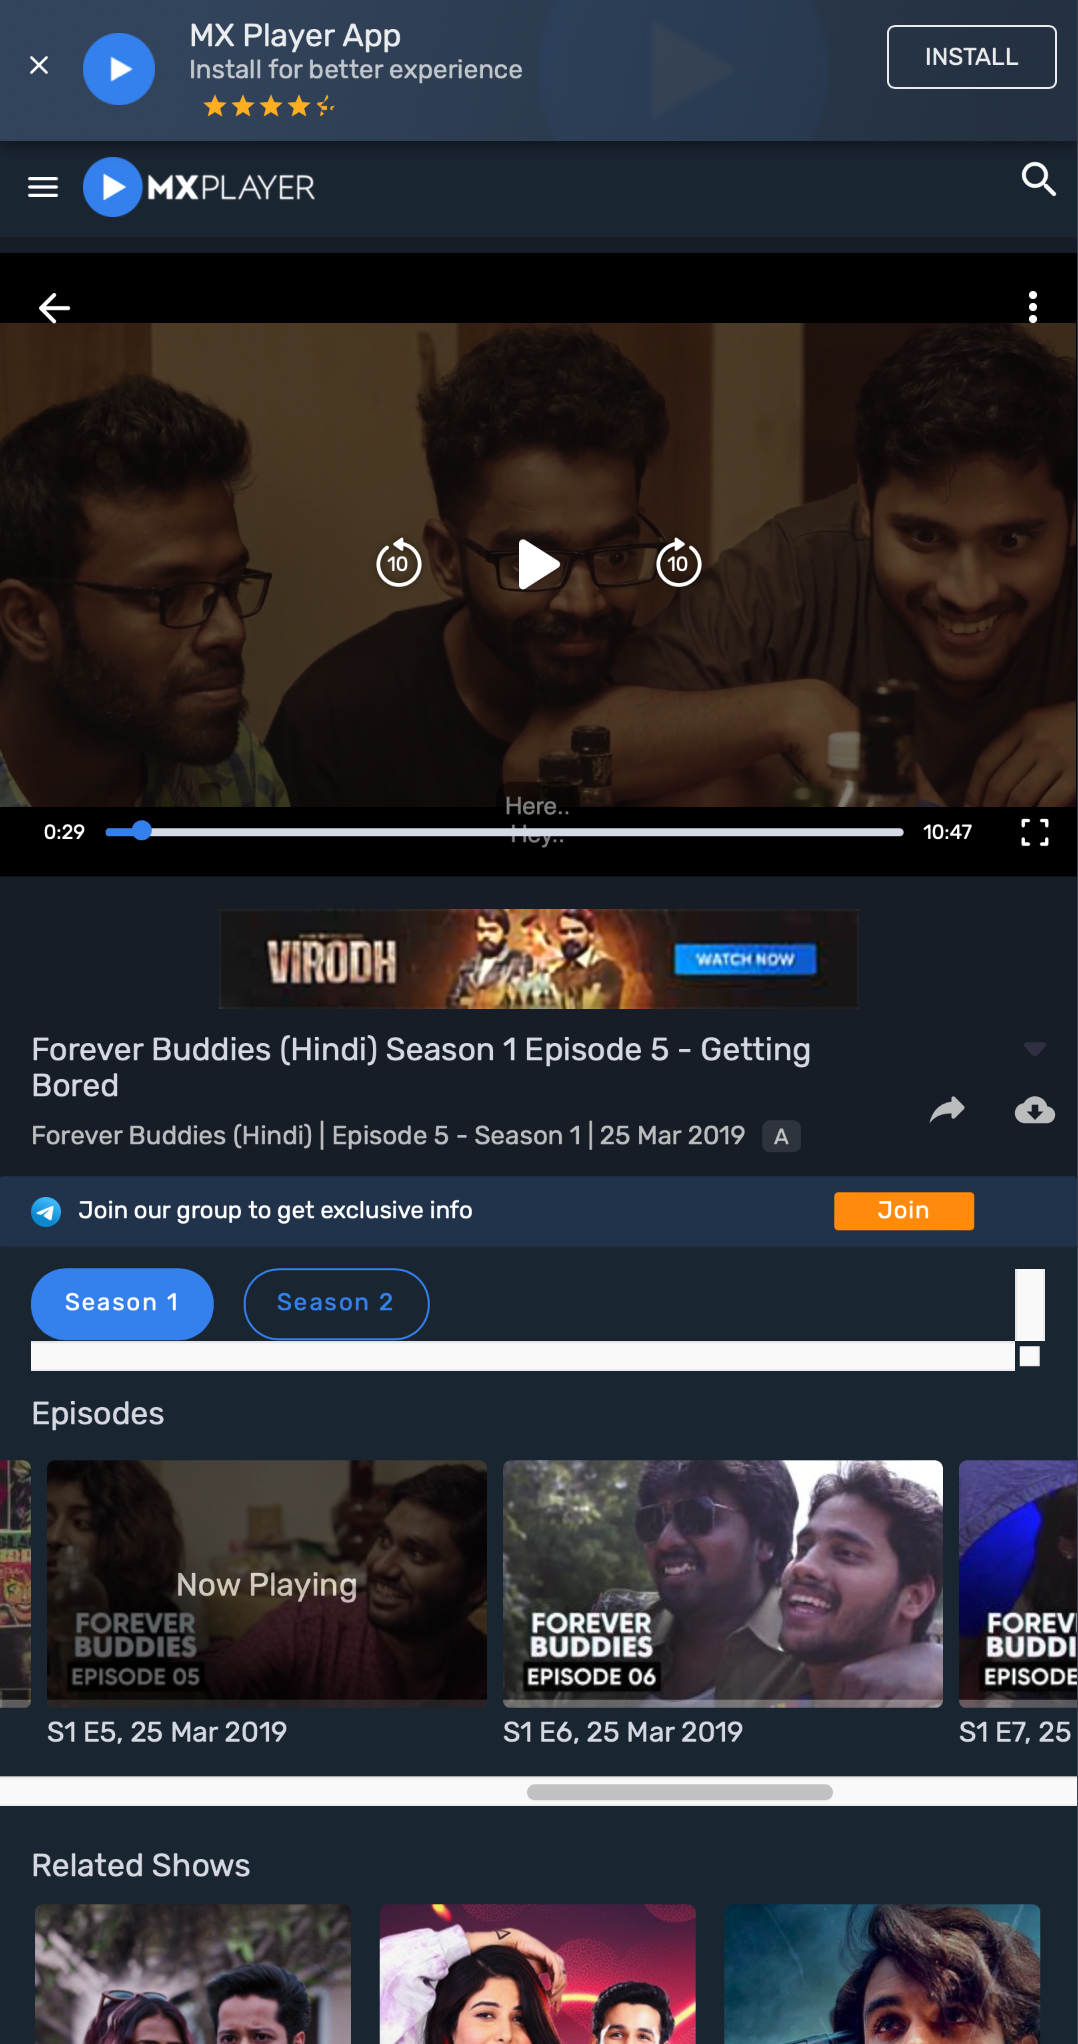 MX Player App
Install for better experience
INSTALL
MXPLAYER
10
10
Here..
Hey..
0:29
10:47
VIRODH
WATCH NOW
Forever Buddies (Hindi) Season 1 Episode 5 - Getting
Bored
Forever Buddies (Hindi) | Episode 5 - Season 1 | 25 Mar 2019 A
Join our group to get exclusive info
Join
Season 1
Season 2
Episodes
Now Playing
FOREVER
BUDDIES
EPISODE 05
FOREVER
BUDDIES
EPISODE 06
FOREV
BUDDI
EPISODE
S1 E5, 25 Mar 2019
S1 E6, 25 Mar 2019
S1 E7, 25
Related Shows